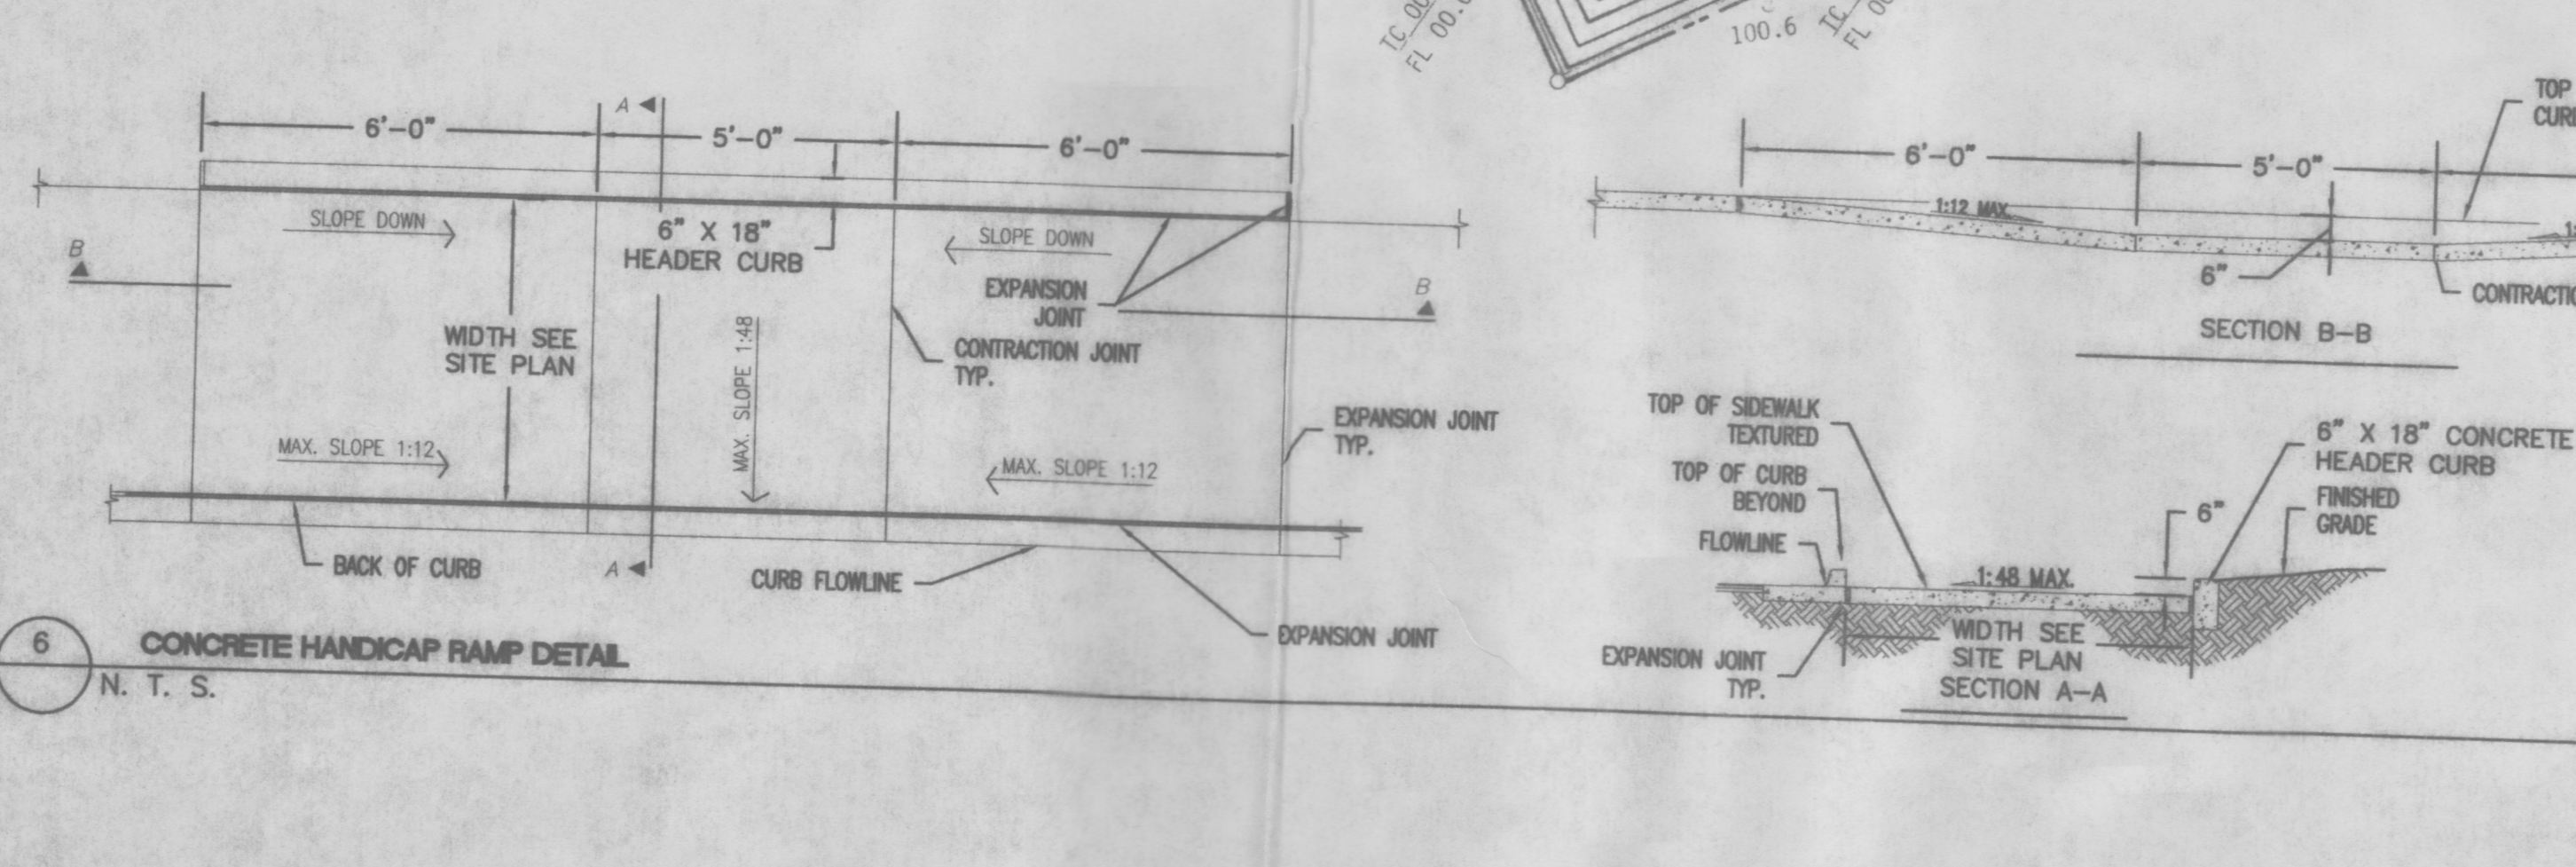 100.6
6'-0"
A
5'-0"
6'-0"
SLOPE DOWN
6" X 18"
HEADER CURB
SLOPE DOWN
B
EXPANSION
JOINT
B
WIDTH SEE
SITE PLAN
MAX. SLOPE 1:48
CONTRACTION JOINT
TYP.
EXPANSION JOINT
TYP.
MAX. SLOPE 1:12
MAX. SLOPE 1:12
BACK OF CURB
A
CURB FLOWLINE
EXPANSION JOINT
6
CONCRETE HANDICAP RAMP DETAIL
N. T. S.
TOP
6'-0"
5'-0"
1:12 MAX.
6"
SECTION B-B
TOP OF SIDEWALK
TEXTURED
TOP OF CURB
BEYOND
FLOWLINE
1:48 MAX.
6"
6" X 18" CONCRETE
HEADER CURB
FINISHED
GRADE
EXPANSION JOINT
TYP.
WIDTH SEE
SITE PLAN
SECTION A-A